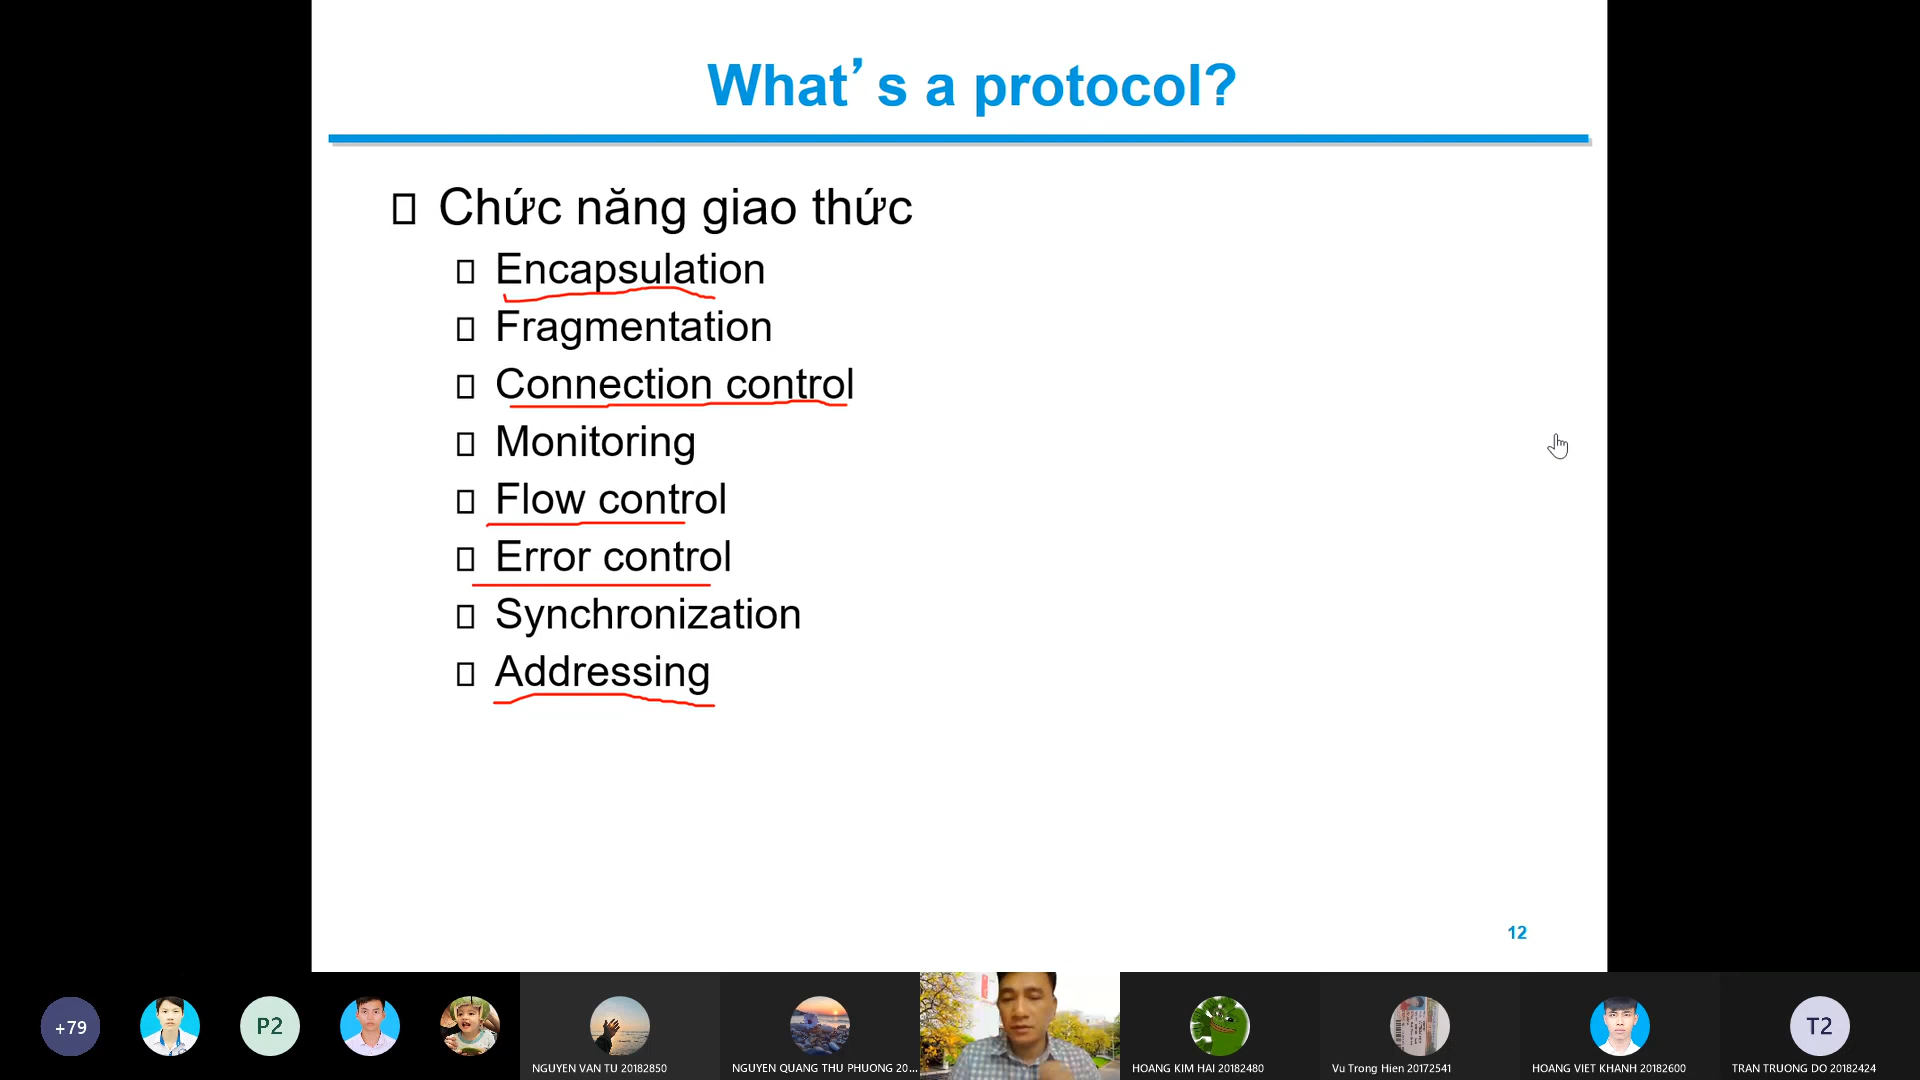 What's a protocol?
Chức năng giao thức
Encapsulation
Fragmentation
Connection control
Monitoring
Flow control
Error control
Synchronization
Addressing
12
+79
P2
NGUYEN VAN TU 20182850
NGUYEN QUANG THU PHUONG 20...
HOANG KIM HAI 20182480
Vu Trong Hien 20172541
HOANG VIET KHANH 20182600
T2
TRAN TRUONG DO 20182424